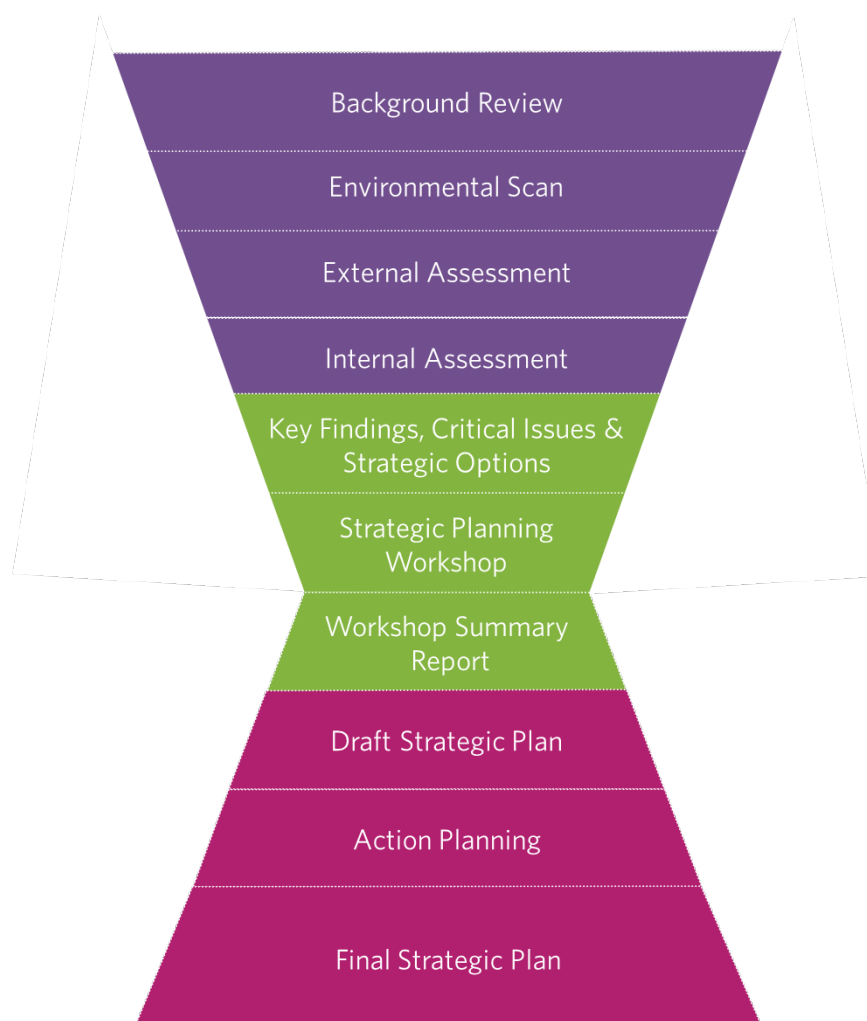 Background Review
Environmental Scan
External Assessment
Internal Assessment
Key Findings, Critical Issues &
Strategic Options
Strategic Planning
Workshop
Workshop Summary
Report
Draft Strategic Plan
Action Planning
Final Strategic Plan